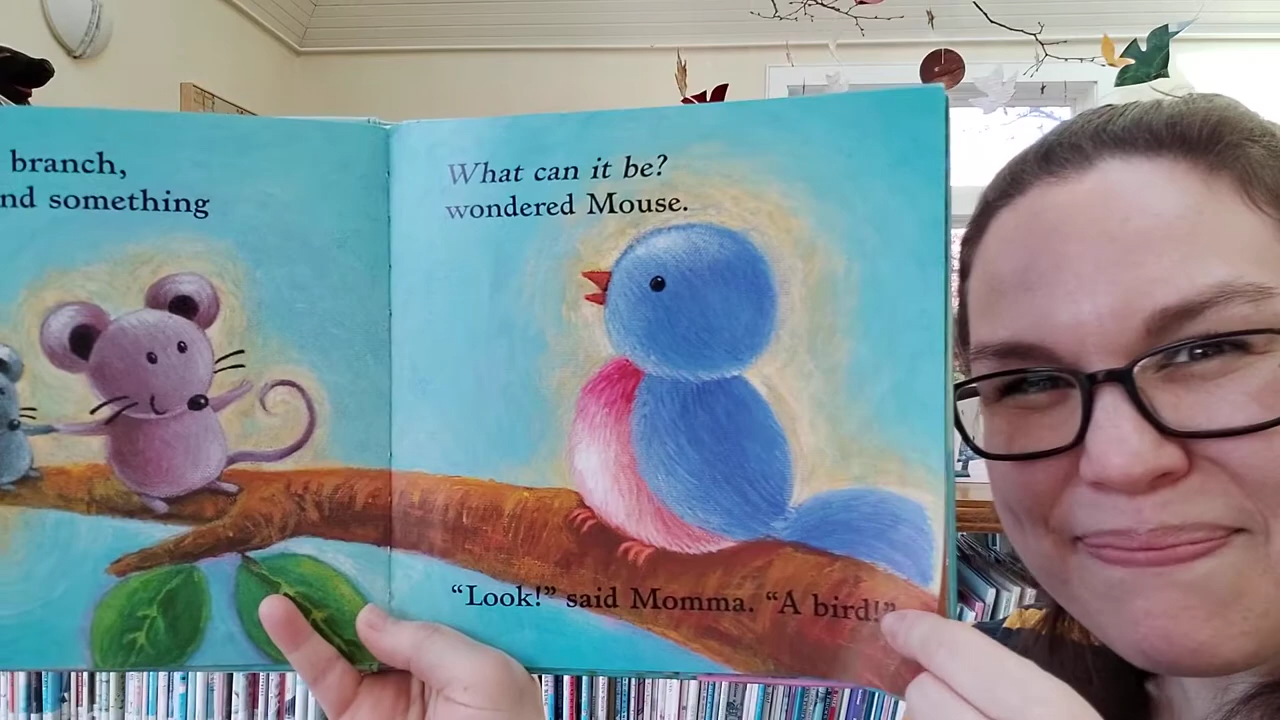 branch,
nd something
What can it be?
wondered Mouse.
“Look!” said Momma. “A bird!”